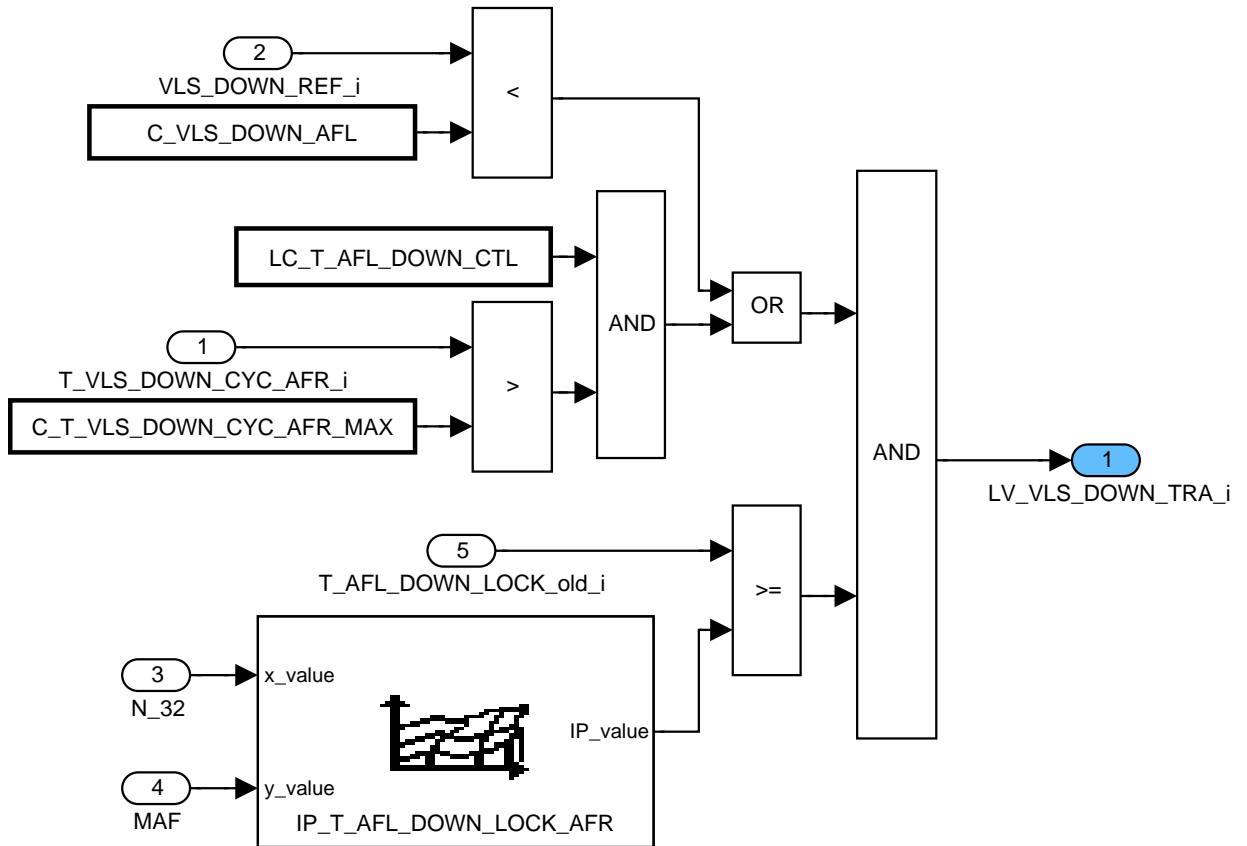 2
VLS_DOWN_REF_i
C_VLS_DOWN_AFL
<
LC_T_AFL_DOWN_CTL
AND
OR
1
T_VLS_DOWN_CYC_AFR_i
C_T_VLS_DOWN_CYC_AFR_MAX
>
AND
1
LV_VLS_DOWN_TRA_i
5
T_AFL_DOWN_LOCK_old_i
>=
3
N_32
x_value
IP_value
4
MAF
y_value
IP_T_AFL_DOWN_LOCK_AFR